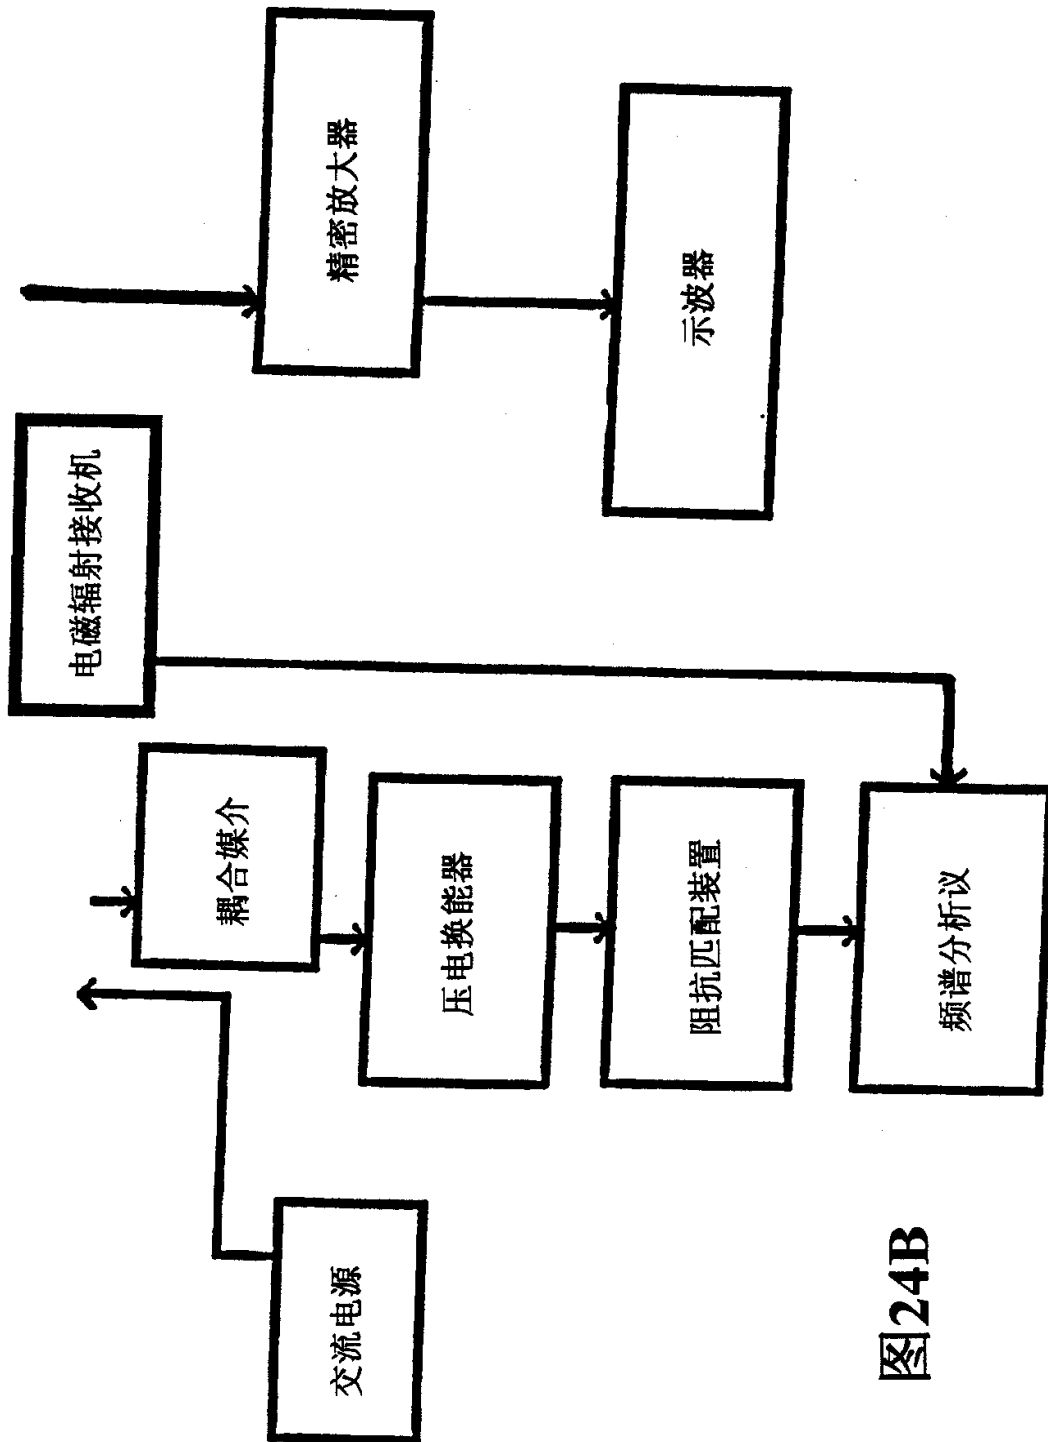 精密放大器
示波器
电磁辐射接收机
耦合媒介
压电换能器
阻抗匹配装置
频谱分析议
交流电源
图24B